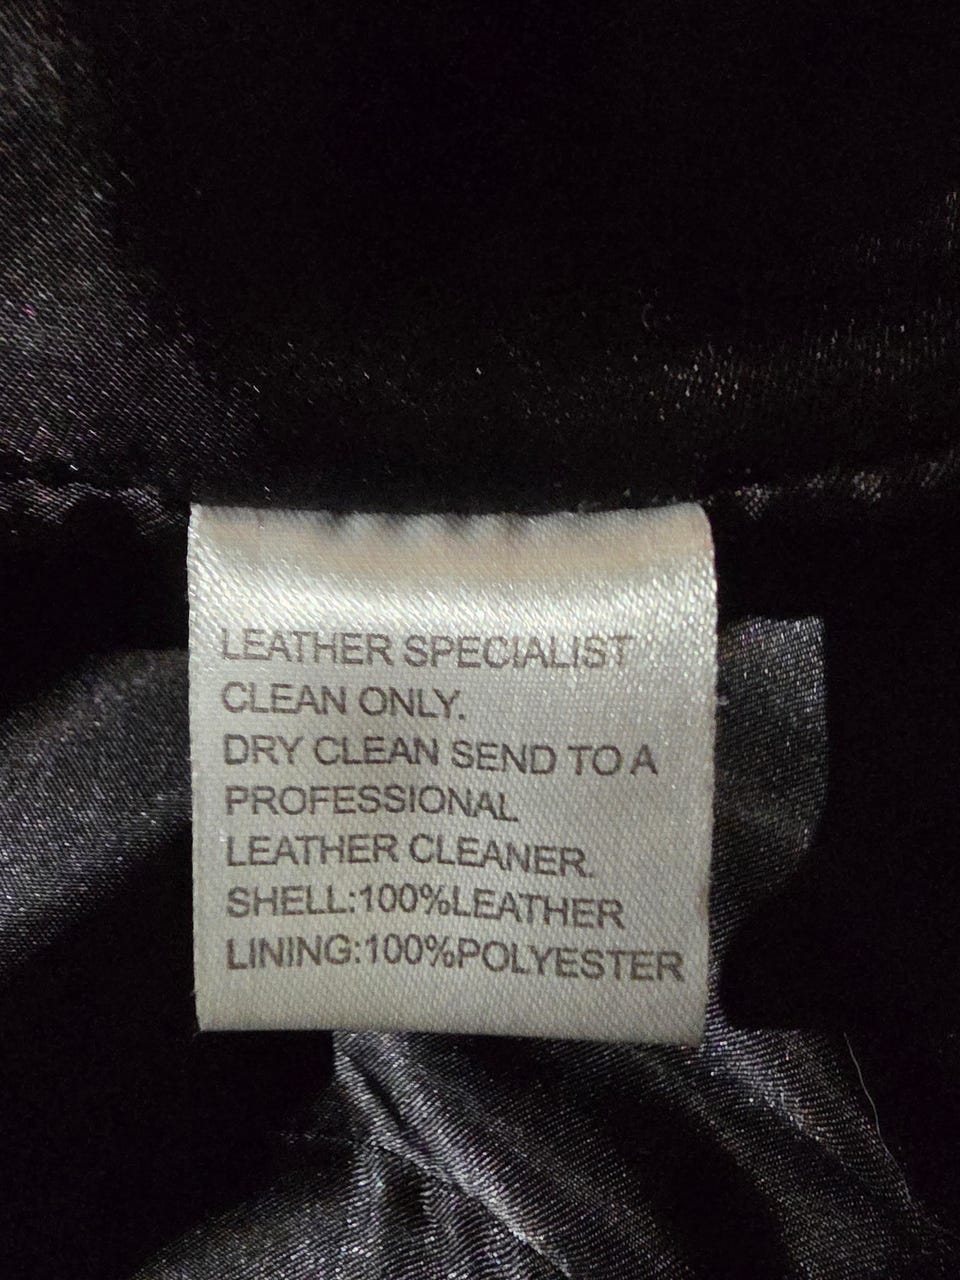 LEATHER SPECIALIST
CLEAN ONLY.
DRY CLEAN SEND TO A
PROFESSIONAL
LEATHER CLEANER.
SHELL:100%LEATHER
LINING:100%POLYESTER